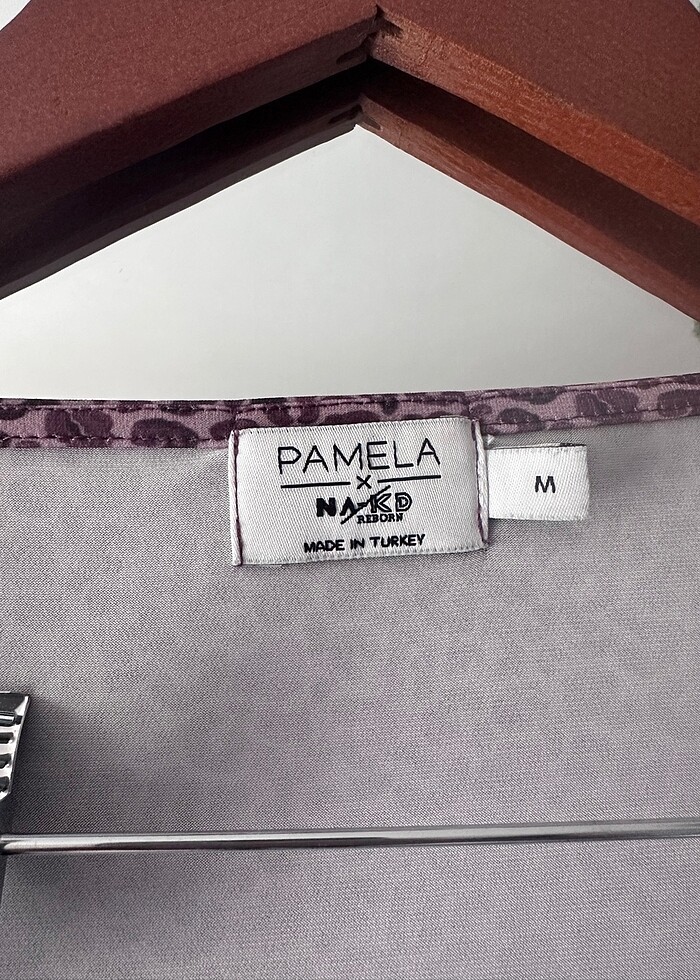 PAMELA
×
NA-KD
REBORN
MADE IN TURKEY
M